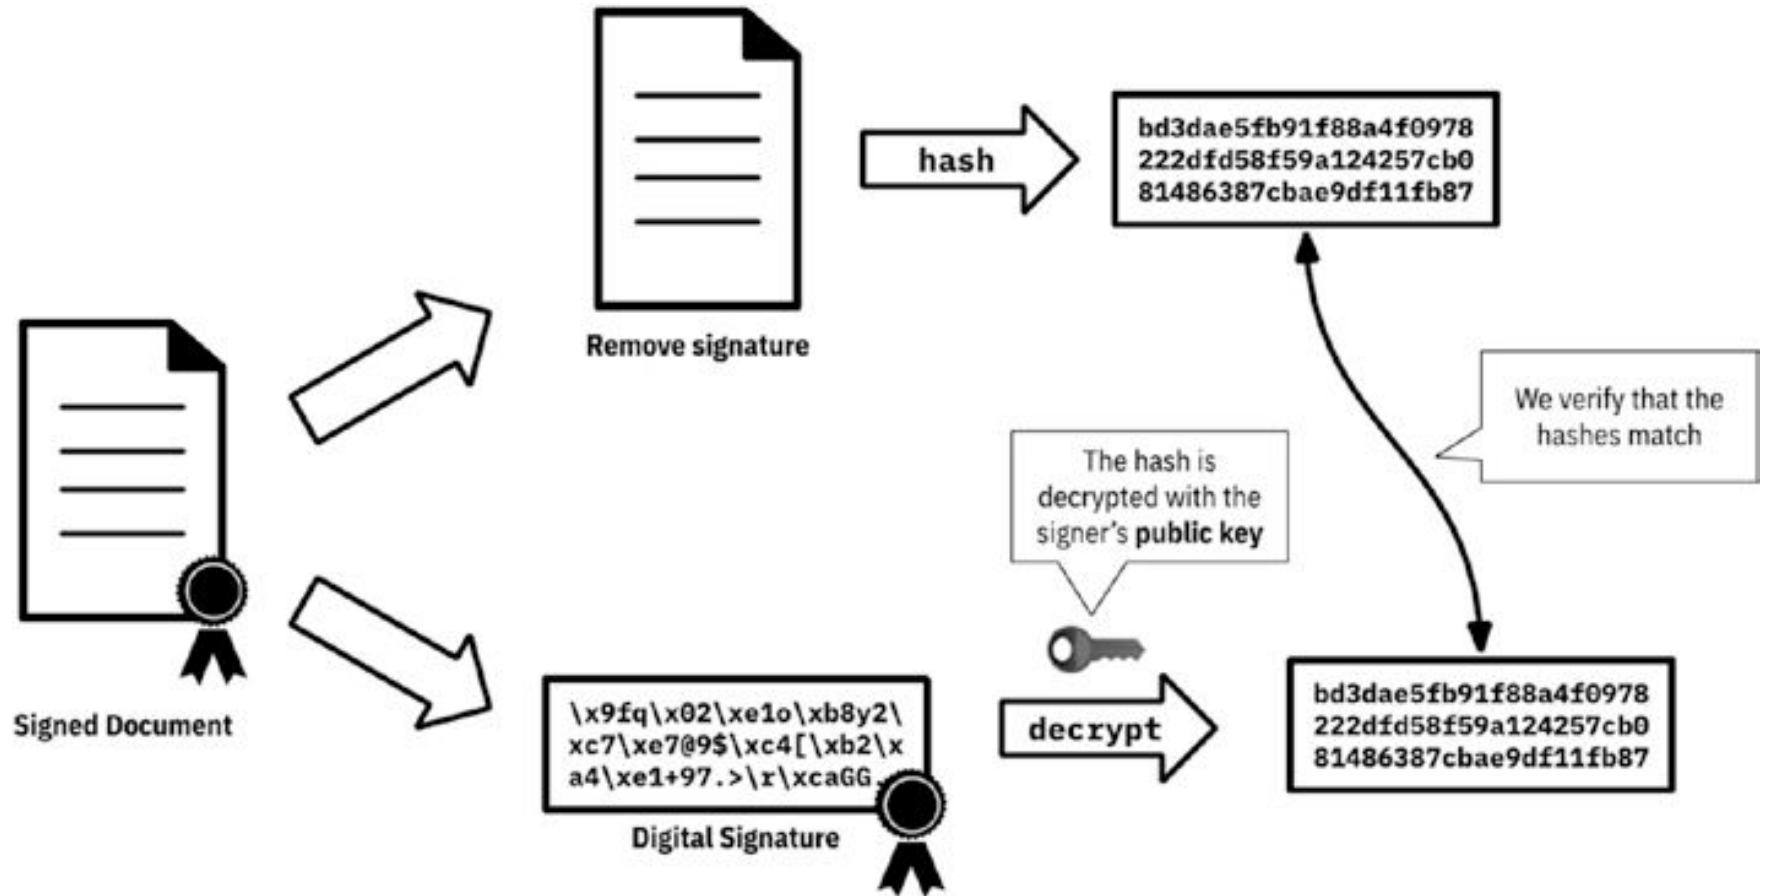 hash
bd3dae5fb91f88a4f0978
222dfd58f59a124257cb0
81486387cbae9df11fb87
Remove signature
We verify that the
hashes match
The hash is
decrypted with the
signer's public key
Signed Document
\x9fq\x02\xe1o\xb8y2\
xc7\xe7@9$\xc4[\xb2\x
a4\xe1+97.>\r\xcaGG.
Digital Signature
decrypt
bd3dae5fb91f88a4f0978
222dfd58f59a124257cb0
81486387cbae9df11fb87